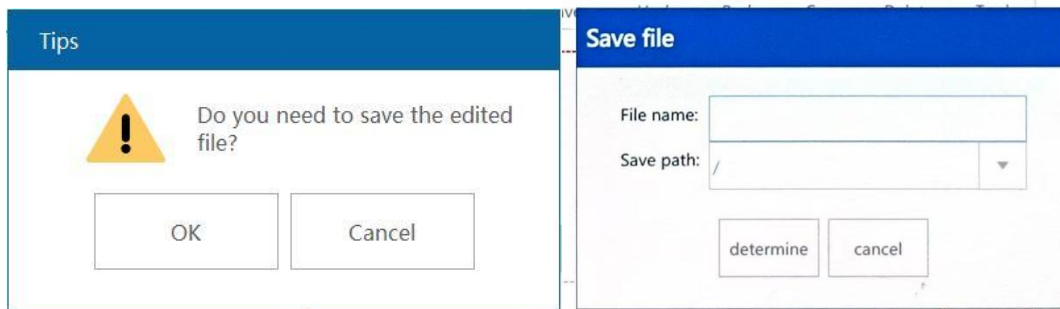 Tips
Do you need to save the edited
file?
OK
Cancel
Save file
File name:
Save path:
/
determine
cancel